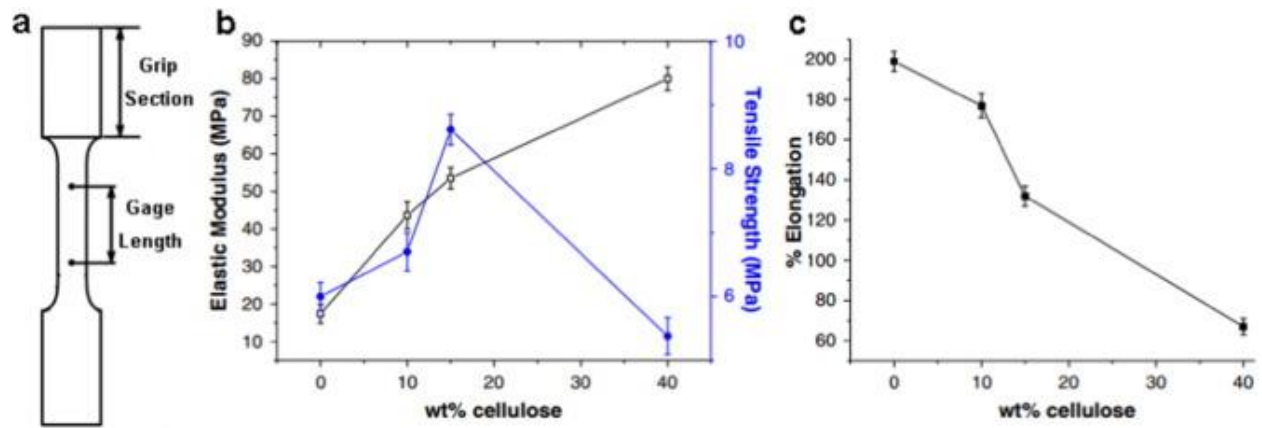 a
Grip
Section
Gage
Length
b
Elastic Modulus (MPa)
90
80
70
60
50
40
30
20
10
0
10
20
30
40
wt% cellulose
10
8
6
Tensile Strength (MPa)
c
% Elongation
200
180
160
140
120
100
80
60
0
10
20
30
40
wt% cellulose